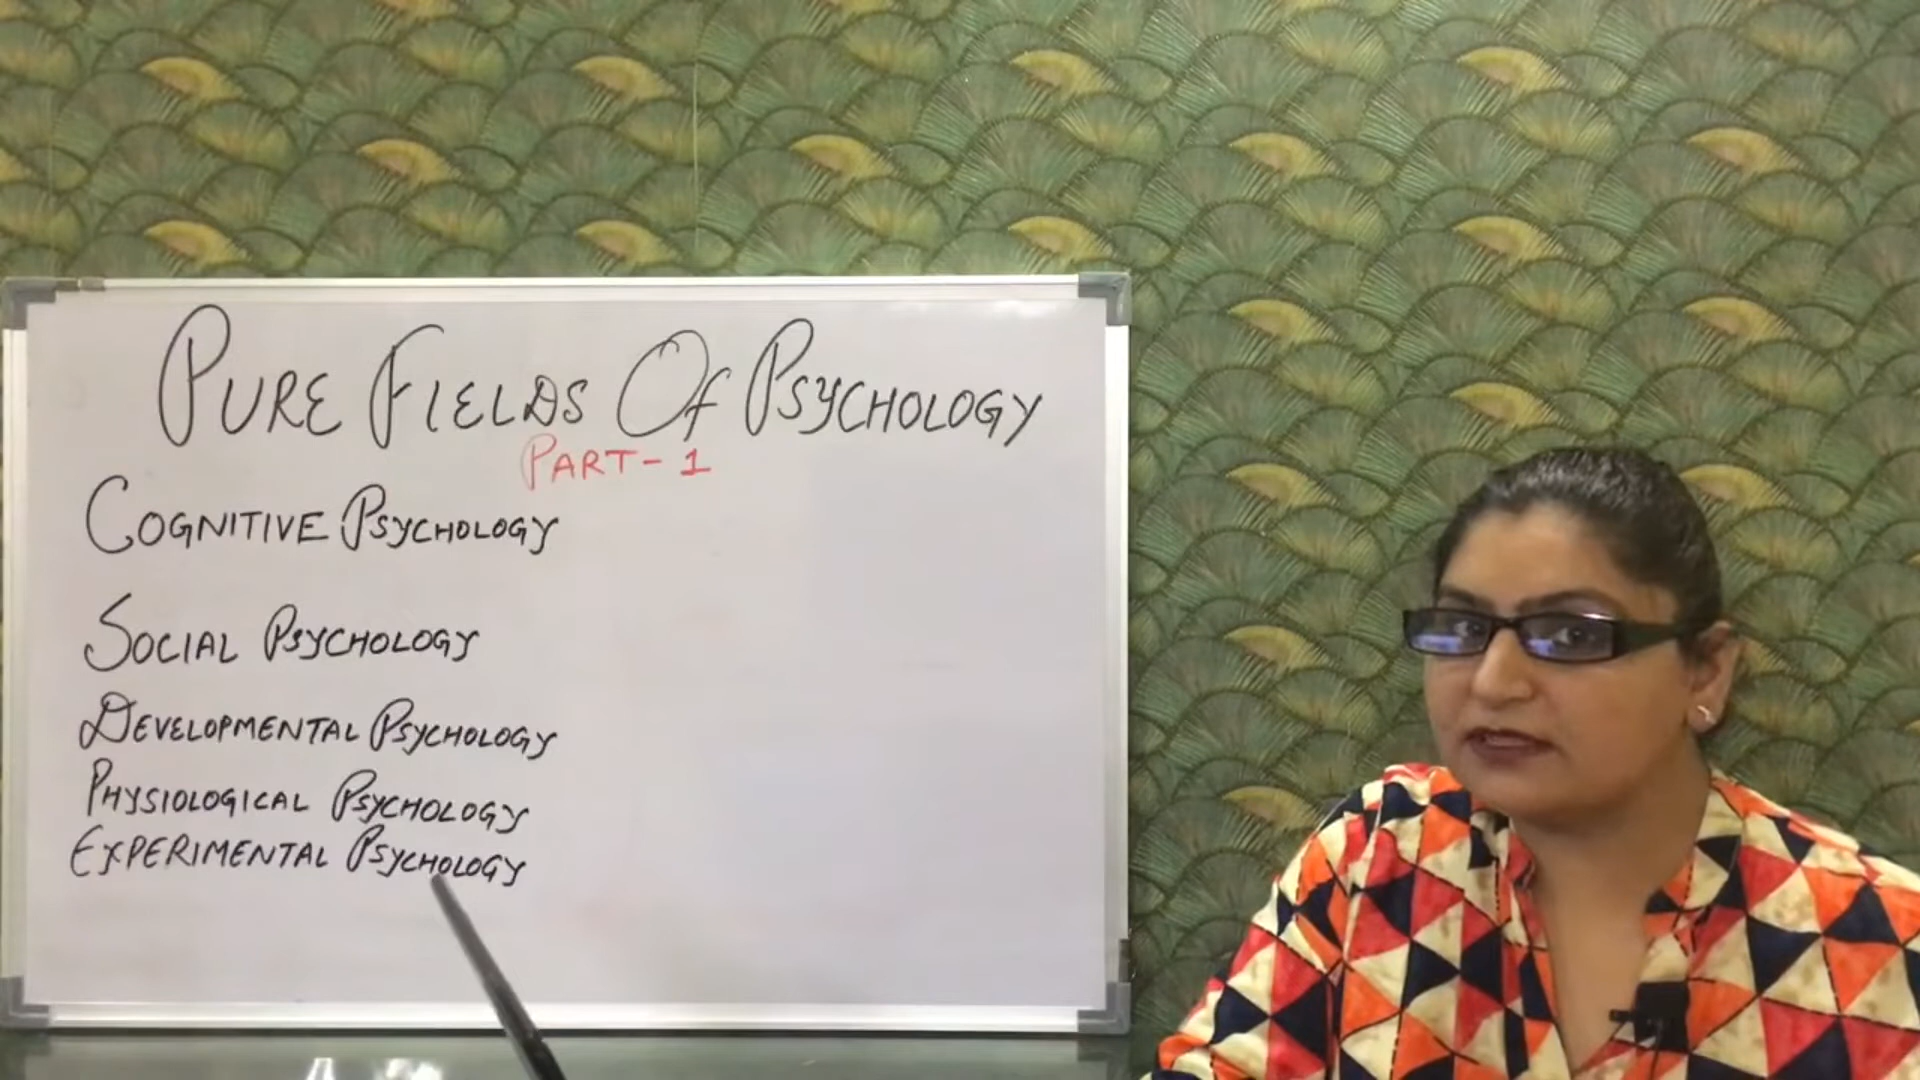 PURE FIELDS Of PSYCHOLOGY
PART-1
COGNITIVE PSYCHOLOGY
SOCIAL PSYCHOLOGY
DEVELOPMENTAL PSYCHOLOGY
PHYSIOLOGICAL PSYCHOLOGY
EXPERIMENTAL PSYCHOLOGY